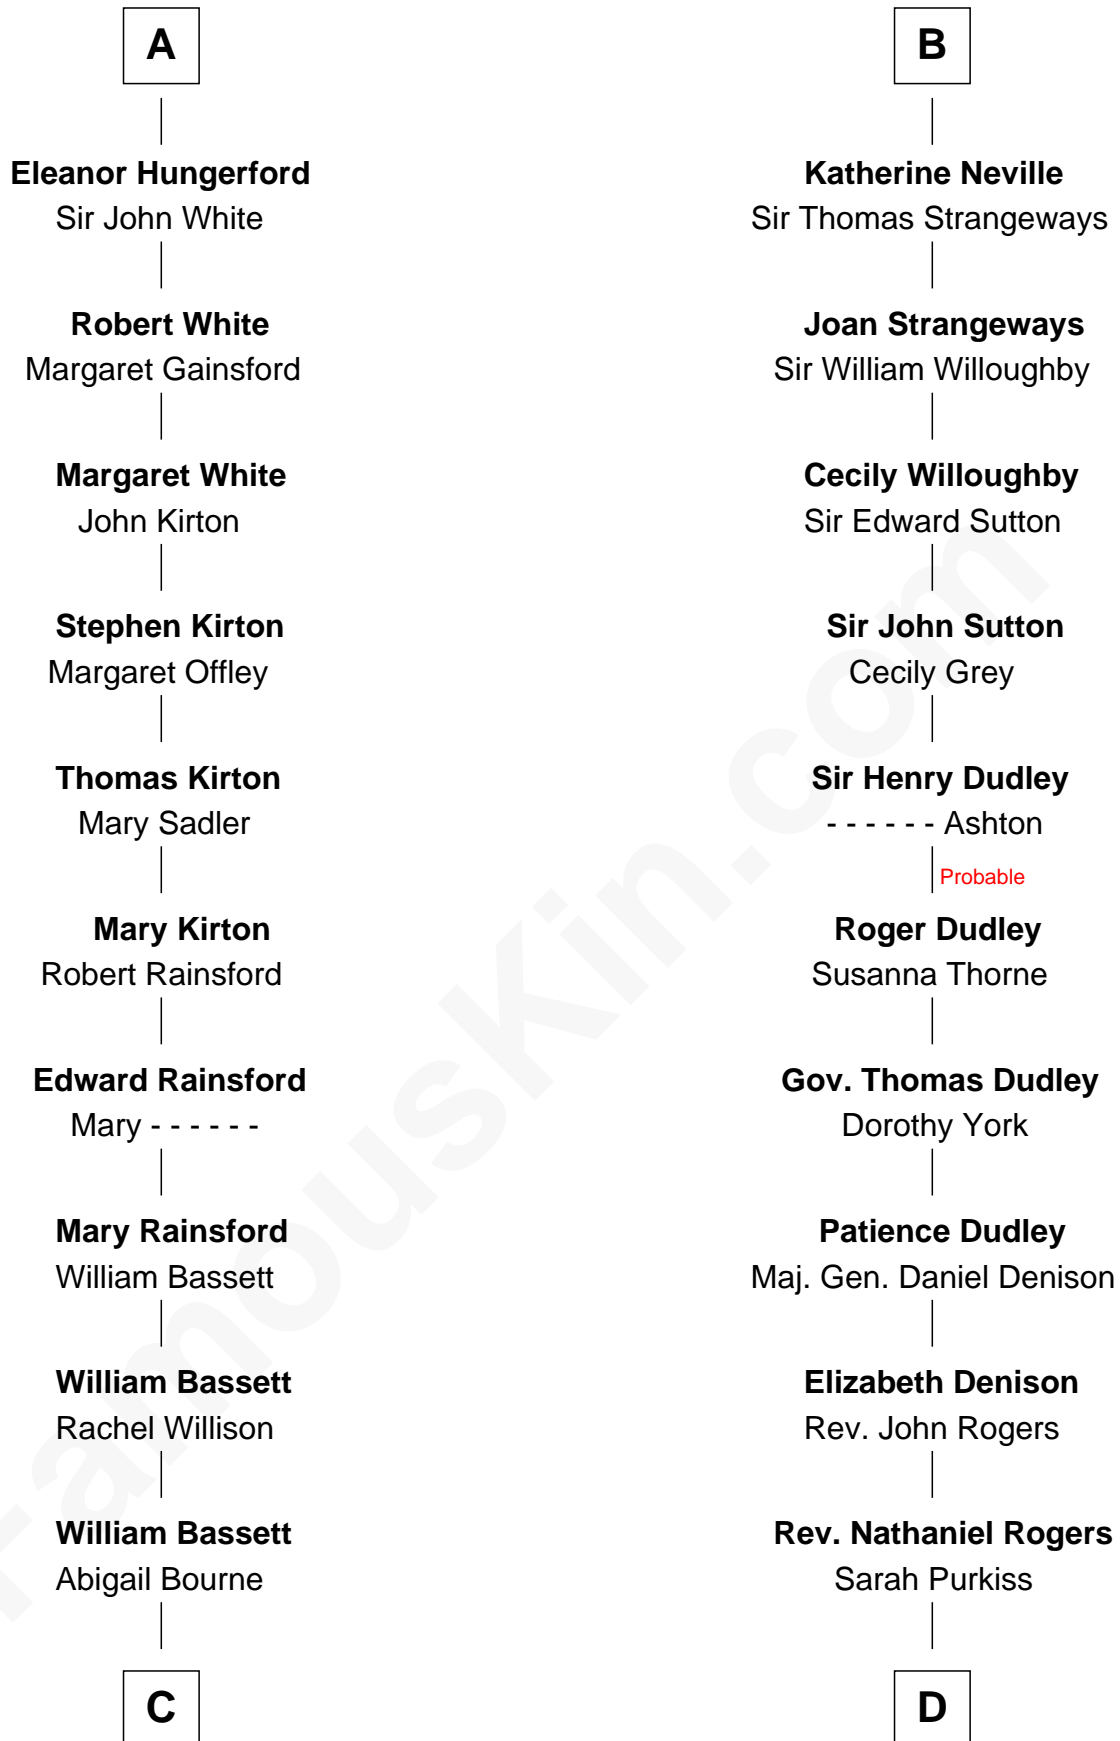 A
Eleanor Hungerford
Sir John White
Robert White
Margaret Gainsford
Margaret White
John Kirton
Stephen Kirton
Margaret Offley
Thomas Kirton
Mary Sadler
Mary Kirton
Robert Rainsford
Edward Rainsford
Mary - - - - - -
Mary Rainsford
William Bassett
William Bassett
Rachel Willison
William Bassett
Abigail Bourne
C
B
Katherine Neville
Sir Thomas Strangeways
Joan Strangeways
Sir William Willoughby
Cecily Willoughby
Sir Edward Sutton
Sir John Sutton
Cecily Grey
Sir Henry Dudley
- - - - - - Ashton
Probable
Roger Dudley
Susanna Thorne
Gov. Thomas Dudley
Dorothy York
Patience Dudley
Maj. Gen. Daniel Denison
Elizabeth Denison
Rev. John Rogers
Rev. Nathaniel Rogers
Sarah Purkiss
D
FamousKin.com